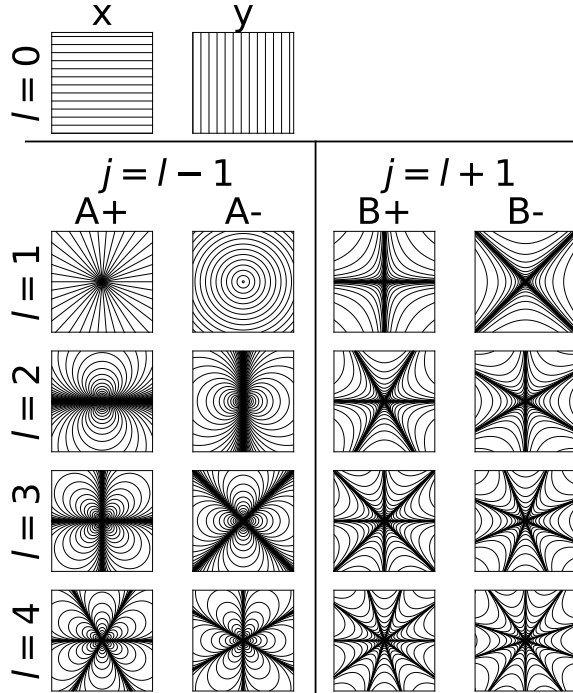 x y
l = 0
j = l − 1 j = l + 1
A+ A- B+ B-
l = 1
l = 2
l = 3
l = 4